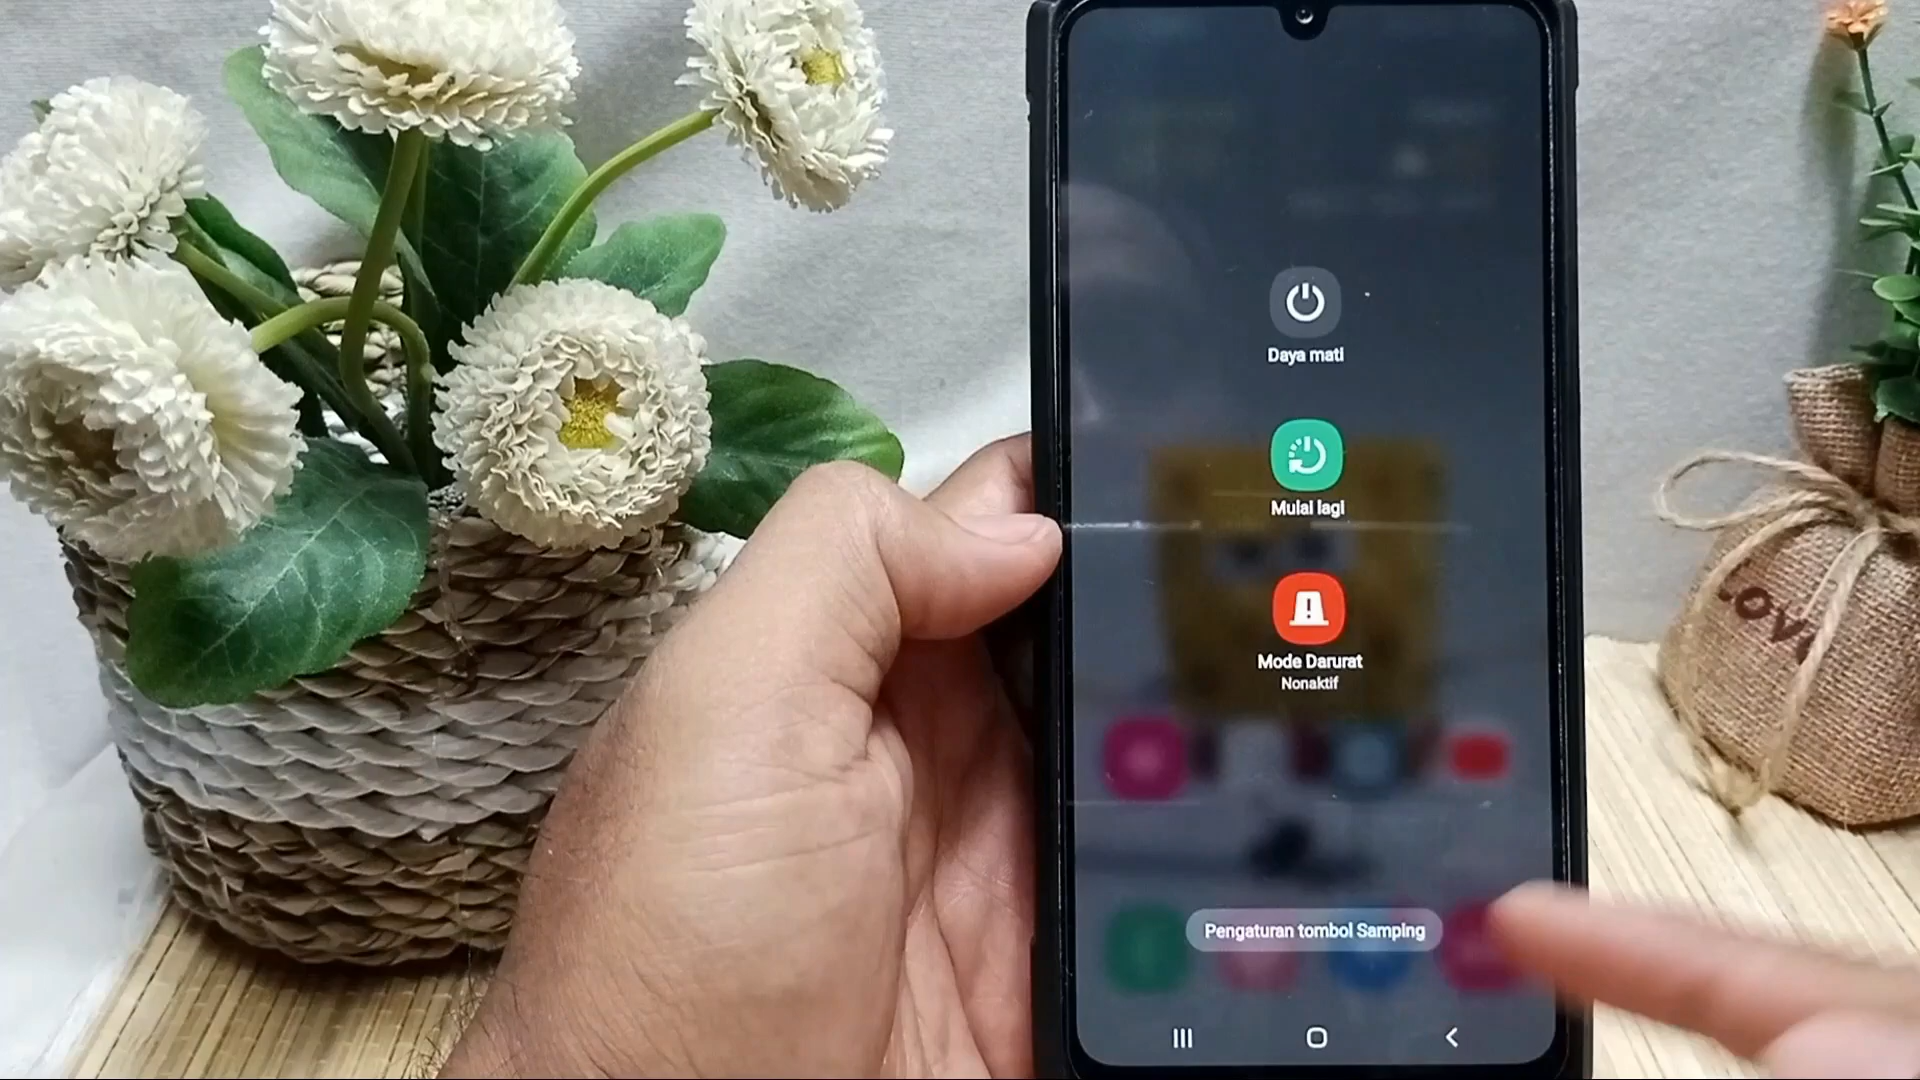 Daya mati
Mulai lagi
Mode Darurat
Nonaktif
Pengaturan tombol Samping